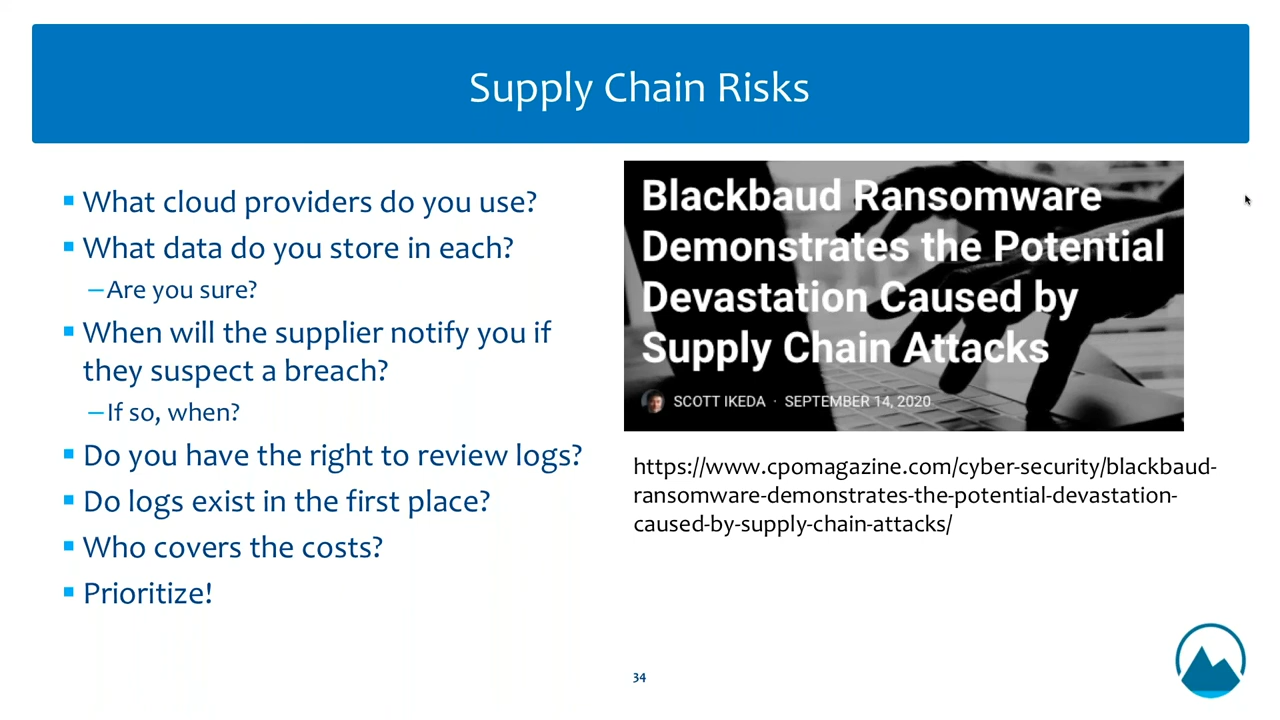 Supply Chain Risks
What cloud providers do you use?
What data do you store in each?
–Are you sure?
When will the supplier notify you if
they suspect a breach?
–If so, when?
Do you have the right to review logs?
Do logs exist in the first place?
Who covers the costs?
Prioritize!
Blackbaud Ransomware
Demonstrates the Potential
Devastation Caused by
Supply Chain Attacks
SCOTT IKEDA · SEPTEMBER 14, 2020
https://www.cpomagazine.com/cyber-security/blackbaud-
ransomware-demonstrates-the-potential-devastation-
caused-by-supply-chain-attacks/
34